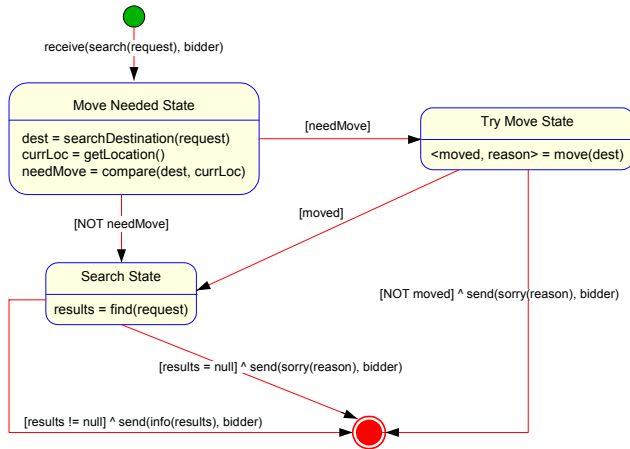 receive(search(request), bidder)
Move Needed State
dest = searchDestination(request)
currLoc = getLocation()
needMove = compare(dest, currLoc)
[needMove]
Try Move State
<moved, reason> = move(dest)
[NOT needMove]
[moved]
Search State
results = find(request)
[NOT moved] ^ send(sorry(reason), bidder)
[results = null] ^ send(sorry(reason), bidder)
[results != null] ^ send(info(results), bidder)